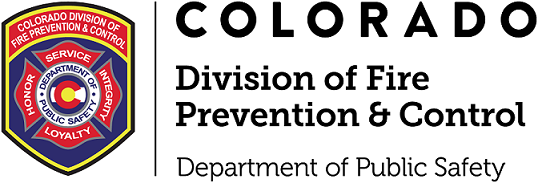 COLORADO DIVISION OF
FIRE PREVENTION & CONTROL
SERVICE
HONOR
INTEGRITY
LOYALTY
DEPARTMENT OF
PUBLIC SAFETY
COLORADO
Division of Fire
Prevention & Control
Department of Public Safety